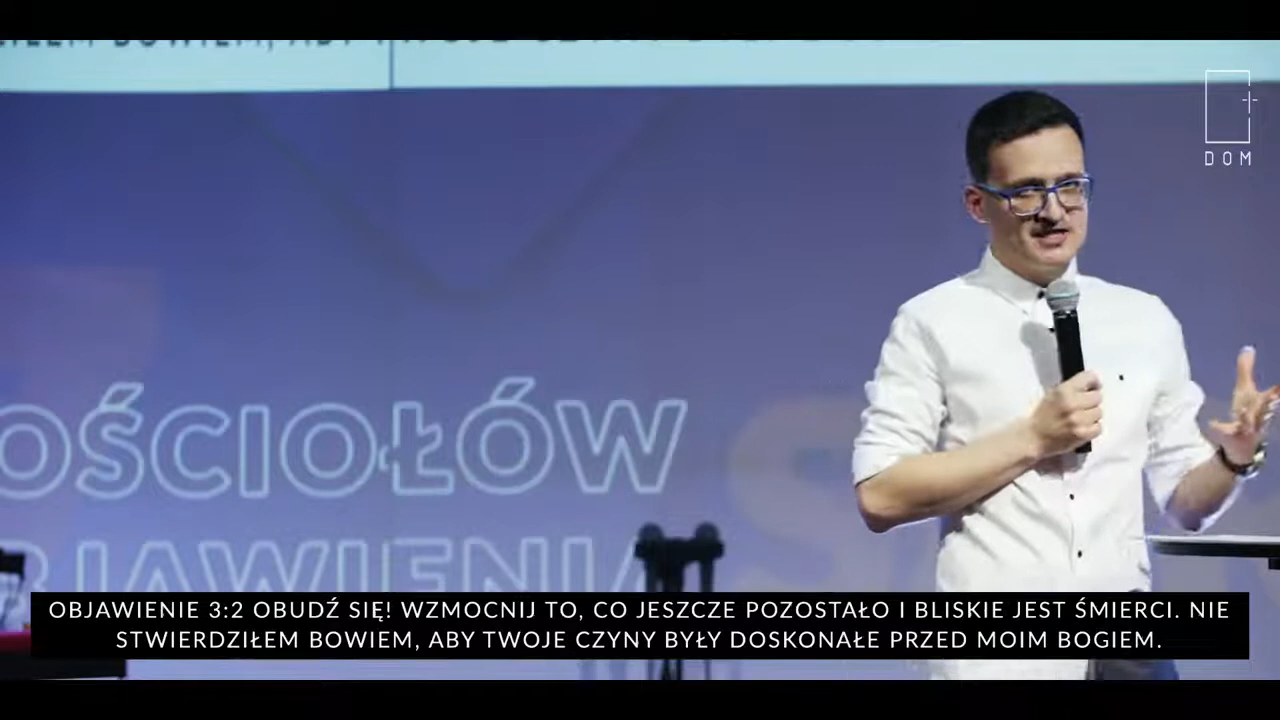 DOM
OŚCIOŁÓW
BJAWIENIA
OBJAWIENIE 3:2 OBUDŹ SIĘ! WZMOCNIJ TO, CO JESZCZE POZOSTAŁO I BLISKIE JEST ŚMIERCI. NIE
STWIERDZIŁEM BOWIEM, ABY TWOJE CZYNY BYŁY DOSKONAŁE PRZED MOIM BOGIEM.